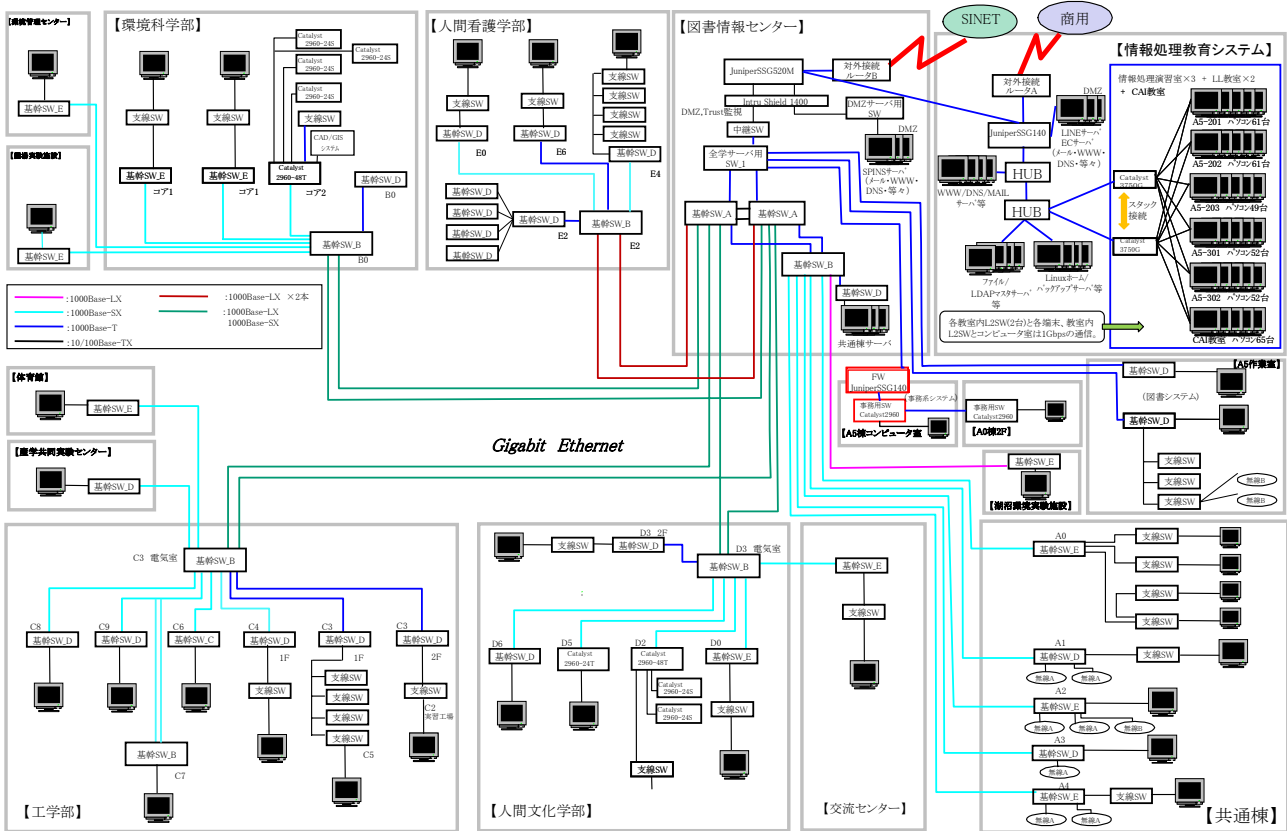 【環境管理センター】
基幹SW_E
【圃場実験施設】
基幹SW_E
【環境科学部】
支線SW
基幹SW_E
コア1
支線SW
基幹SW_E
コア1
Catalyst
2960-24S
Catalyst
2960-24S
Catalyst
2960-24S
Catalyst
2960-24S
支線SW
CAD/GIS
システム
Catalyst
2960-48T
コア2
基幹SW_D
B0
基幹SW_B
B0
【人間看護学部】
支線SW
基幹SW_D
E0
支線SW
基幹SW_D
E6
支線SW
支線SW
支線SW
支線SW
基幹SW_D
E4
基幹SW_D
基幹SW_D
基幹SW_D
基幹SW_D
基幹SW_D
E2
基幹SW_B
E2
【図書情報センター】
JuniperSSG520M
対外接続
ルータB
Intru Shield 1400
DMZ,Trust監視
DMZサーバ用
SW
中継SW
DMZ
全学サーバ用
SW_1
SPINSサーバ
(メール・WWW・
DNS・等々)
基幹SW_A
基幹SW_A
基幹SW_B
基幹SW_D
共通棟サーバ
SINET
商用
【情報処理教育システム】
対外接続
ルータA
DMZ
JuniperSSG140
LINEサーバ
ECサーバ
(メール・WWW・
DNS・等々)
HUB
WWW/DNS/MAIL
サーバ等
HUB
ファイル/
LDAPマスタサーバ
等
Linuxホーム/
バックアップサーバ等
情報処理演習室×3 + LL教室×2
+ CAI教室
Catalyst
3750G
スタック
接続
Catalyst
3750G
A5-201 パソコン61台
A5-202 パソコン61台
A5-203 パソコン49台
A5-301 パソコン52台
A5-302 パソコン52台
CAI教室 パソコン65台
各教室内L2SW(2台)と各端末、教室内
L2SWとコンピュータ室は1Gbpsの通信。
:1000Base-LX
:1000Base-SX
:1000Base-T
:10/100Base-TX
:1000Base-LX ×2本
:1000Base-LX
1000Base-SX
【体育館】
基幹SW_E
【産学共同実験センター】
基幹SW_D
Gigabit Ethernet
FW
JuniperSSG140
(事務系システム)
事務用SW
Catalyst2960
【A5棟コンピュータ室】
事務用SW
Catalyst2960
【A0棟2F】
【A5作業室】
基幹SW_D
(図書システム)
基幹SW_D
支線SW
支線SW
支線SW
無線B
無線B
基幹SW_E
【湖沼環境実験施設】
C3 電気室
基幹SW_B
C8
基幹SW_D
C9
基幹SW_D
C6
基幹SW_C
C4
基幹SW_D
1F
支線SW
C3
基幹SW_D
1F
支線SW
支線SW
支線SW
支線SW
C5
C3
基幹SW_D
2F
支線SW
C2
実習工場
基幹SW_B
C7
【工学部】
D3 2F
支線SW
基幹SW_D
D3 電気室
基幹SW_B
;
D6
基幹SW_D
D5
Catalyst
2960-24T
D2
Catalyst
2960-48T
Catalyst
2960-24S
Catalyst
2960-24S
支線SW
D0
基幹SW_E
支線SW
【人間文化学部】
基幹SW_E
支線SW
【交流センター】
A0
基幹SW_E
支線SW
支線SW
支線SW
支線SW
A1
基幹SW_D
支線SW
無線A
無線A
A2
基幹SW_E
無線A
無線A
無線B
A3
基幹SW_D
無線A
A4
基幹SW_E
支線SW
無線A
無線A
【共通棟】